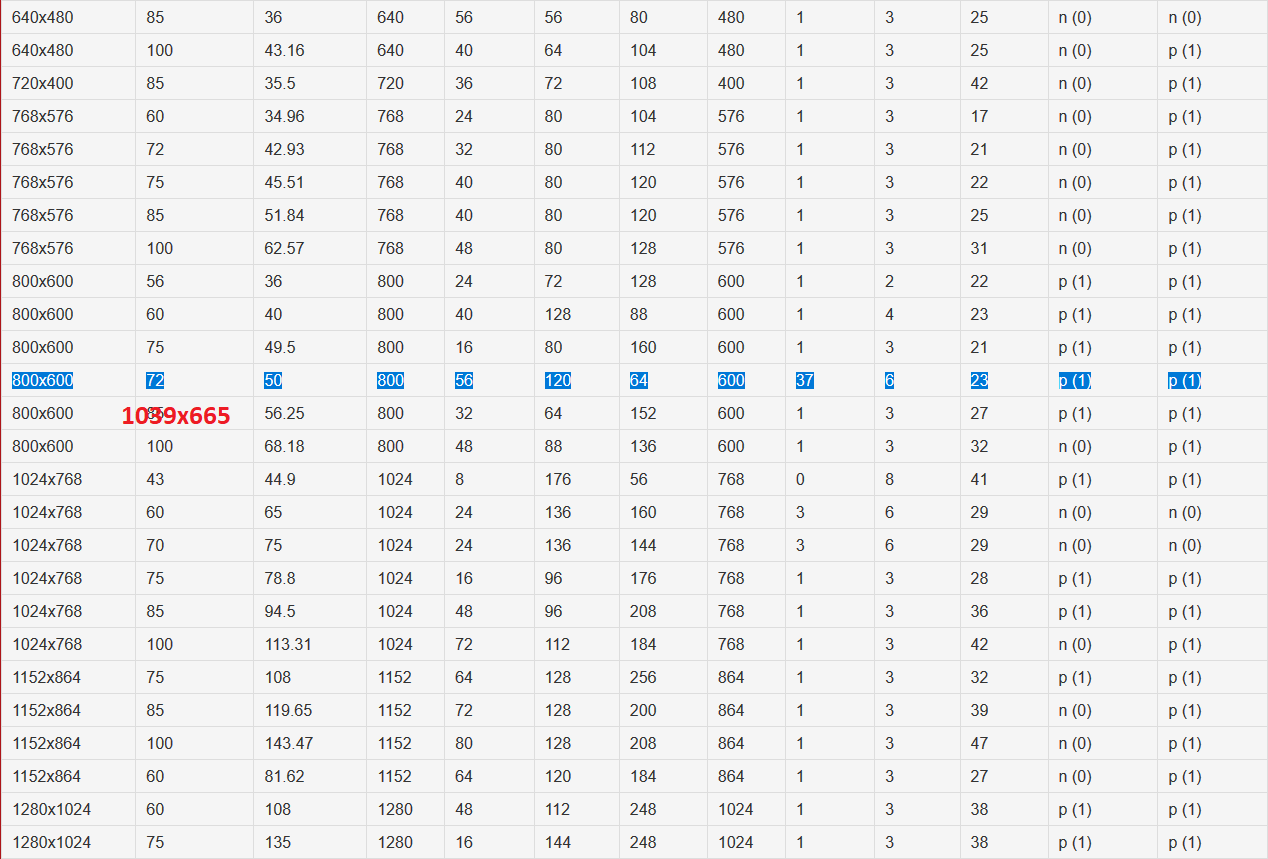 640x480 85 36 640 56 56 80 480 1 3 25 n (0) n (0)
640x480 100 43.16 640 40 64 104 480 1 3 25 n (0) p (1)
720x400 85 35.5 720 36 72 108 400 1 3 42 n (0) p (1)
768x576 60 34.96 768 24 80 104 576 1 3 17 n (0) p (1)
768x576 72 42.93 768 32 80 112 576 1 3 21 n (0) p (1)
768x576 75 45.51 768 40 80 120 576 1 3 22 n (0) p (1)
768x576 85 51.84 768 40 80 120 576 1 3 25 n (0) p (1)
768x576 100 62.57 768 48 80 128 576 1 3 31 n (0) p (1)
800x600 56 36 800 24 72 128 600 1 2 22 p (1) p (1)
800x600 60 40 800 40 128 88 600 1 4 23 p (1) p (1)
800x600 75 49.5 800 16 80 160 600 1 3 21 p (1) p (1)
800x600 72 50 800 56 120 64 600 37 6 23 p (1) p (1)
800x600 85 56.25 800 32 64 152 600 1 3 27 p (1) p (1)
1039x665
800x600 100 68.18 800 48 88 136 600 1 3 32 n (0) p (1)
1024x768 43 44.9 1024 8 176 56 768 0 8 41 p (1) p (1)
1024x768 60 65 1024 24 136 160 768 3 6 29 n (0) n (0)
1024x768 70 75 1024 24 136 144 768 3 6 29 n (0) n (0)
1024x768 75 78.8 1024 16 96 176 768 1 3 28 p (1) p (1)
1024x768 85 94.5 1024 48 96 208 768 1 3 36 p (1) p (1)
1024x768 100 113.31 1024 72 112 184 768 1 3 42 n (0) p (1)
1152x864 75 108 1152 64 128 256 864 1 3 32 p (1) p (1)
1152x864 85 119.65 1152 72 128 200 864 1 3 39 n (0) p (1)
1152x864 100 143.47 1152 80 128 208 864 1 3 47 n (0) p (1)
1152x864 60 81.62 1152 64 120 184 864 1 3 27 n (0) p (1)
1280x1024 60 108 1280 48 112 248 1024 1 3 38 p (1) p (1)
1280x1024 75 135 1280 16 144 248 1024 1 3 38 p (1) p (1)